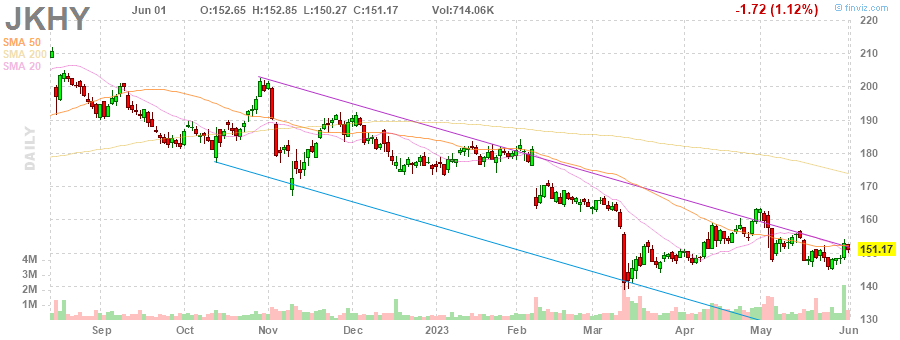 JKHY Jun 01 O:152.65 H:152.85 L:150.27 C:151.17 Vol:714.06K -1.72 (1.12%) finviz.com
SMA 50
SMA 200
SMA 20
DAILY
220
210
200
190
180
170
160
151.17
140
130
4M
3M
2M
1M
Sep Oct Nov Dec 2023 Feb Mar Apr May Jun